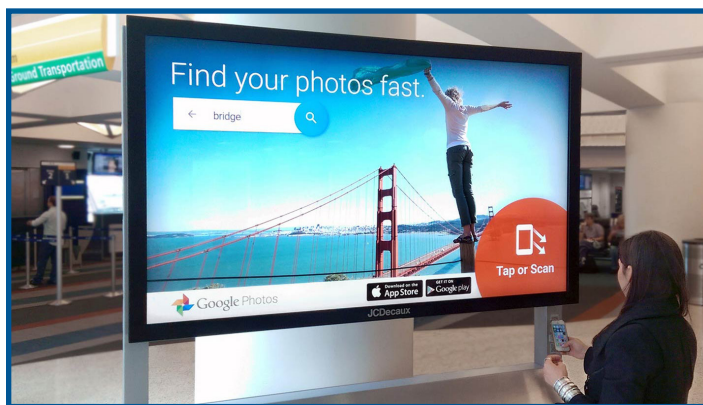 Ground Transportation
Find your photos fast.
bridge
Tap or Scan
Google Photos
Download on the
App Store
GET IT ON
Google play
JCDecaux